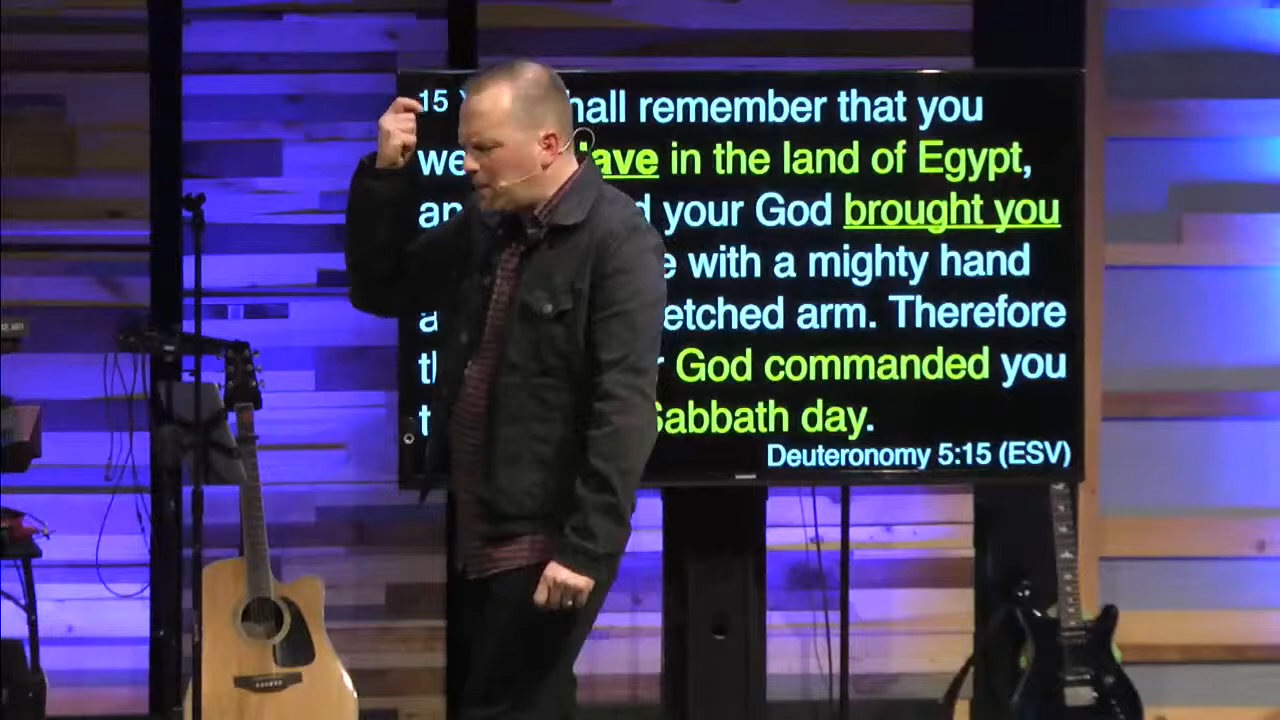 15 hall remember that you
we lave in the land of Egypt,
an d your God brought you
e with a mighty hand
a etched arm. Therefore
th r God commanded you
t Sabbath day.
Deuteronomy 5:15 (ESV)